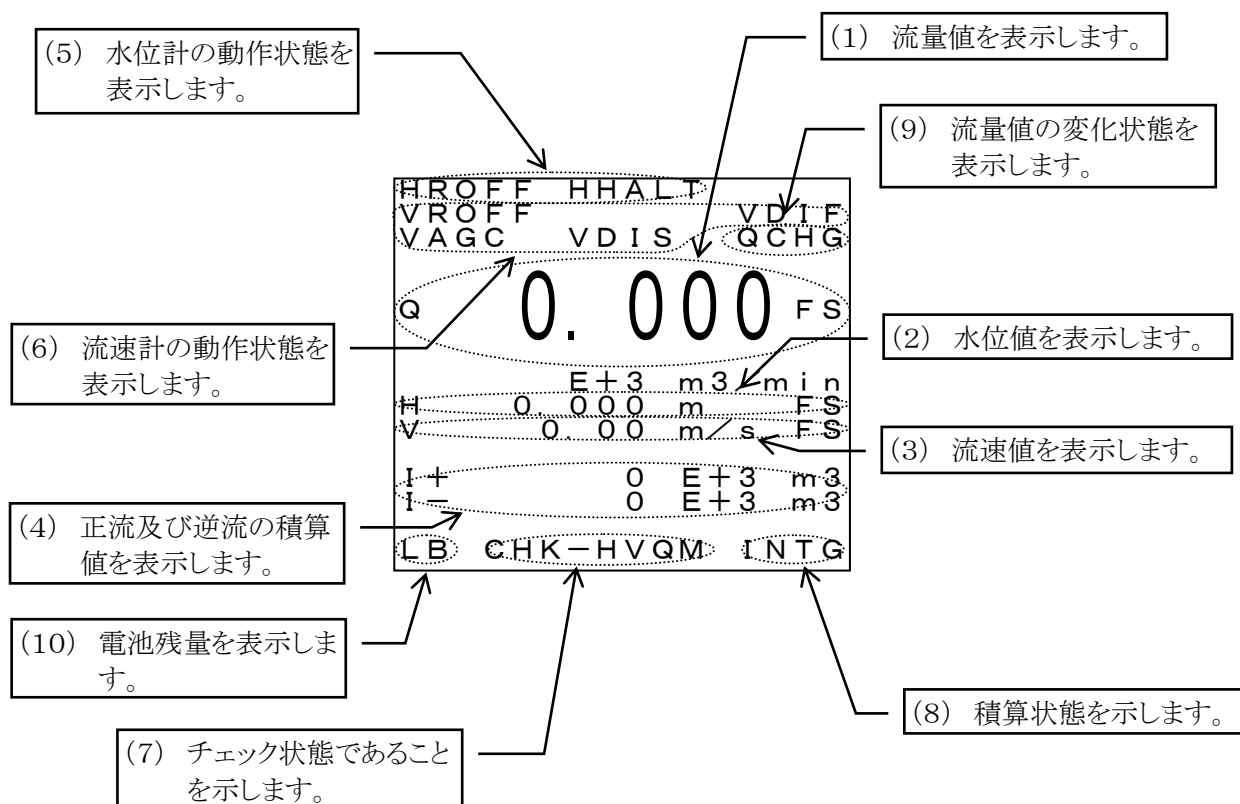 (1) 流量値を表示します。
(5) 水位計の動作状態を
表示します。
(9) 流量値の変化状態を
表示します。
HROFF HHALT
VROFF VDIF
VAGC VDIS QCHG
Q 0.000 FS
(6) 流速計の動作状態を
表示します。
(2) 水位値を表示します。
E+3 m3/min
H 0.000 m FS
V 0.00 m/s FS
(3) 流速値を表示します。
I+ 0 E+3 m3
I- 0 E+3 m3
(4) 正流及び逆流の積算
値を表示します。
LB CHK-HVQM INTG
(10) 電池残量を表示しま
す。
(8) 積算状態を示します。
(7) チェック状態であること
を示します。